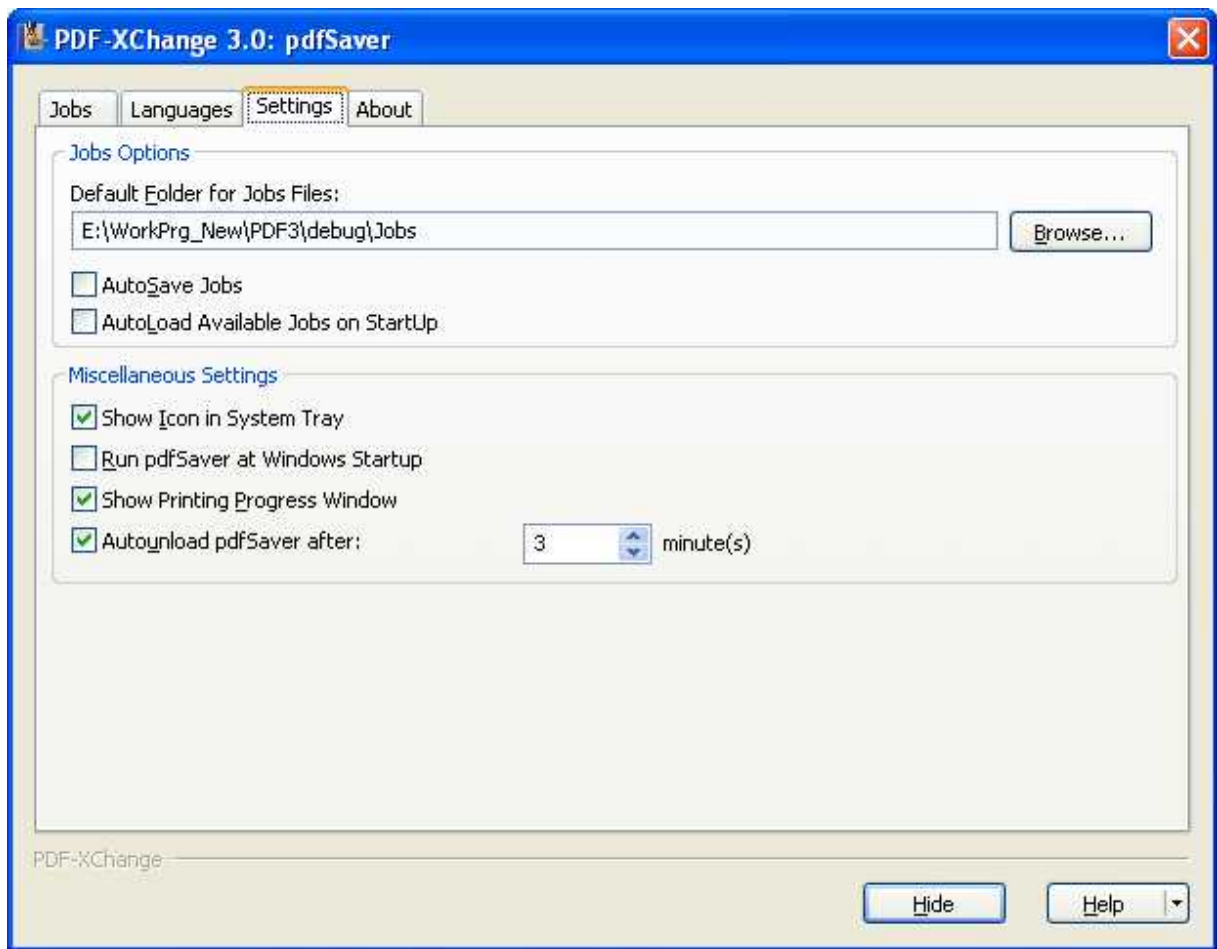 PDF-XChange 3.0: pdfSaver
Jobs Languages Settings About
Jobs Options
Default Folder for Jobs Files:
E:\WorkPrg_New\PDF3\debug\Jobs Browse...
AutoSave Jobs
AutoLoad Available Jobs on StartUp
Miscellaneous Settings
Show Icon in System Tray
Run pdfSaver at Windows Startup
Show Printing Progress Window
Autounload pdfSaver after: 3 minute(s)
PDF-XChange
Hide Help